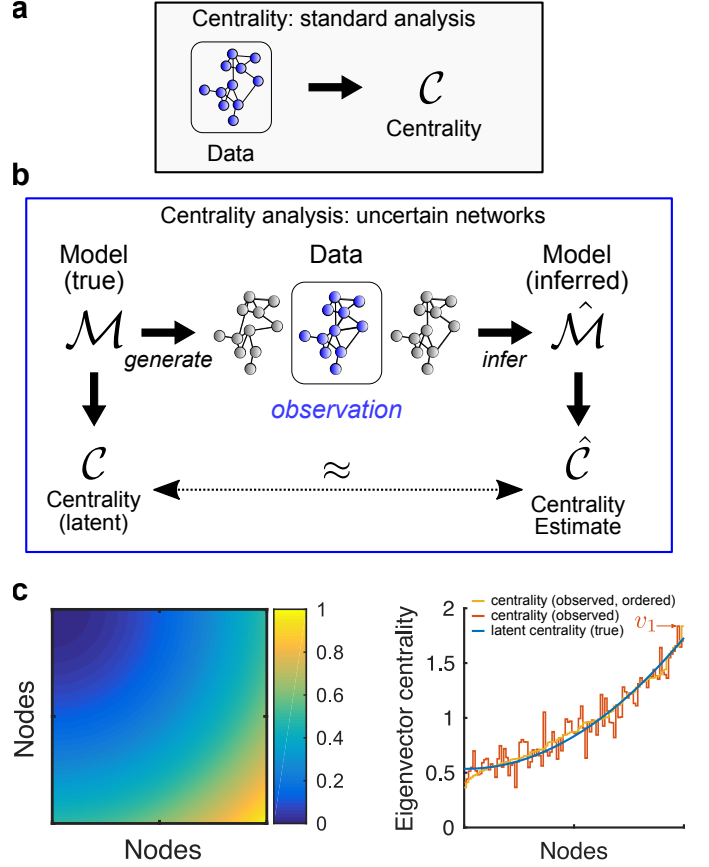 a
Centrality: standard analysis
C
Data
Centrality
b
Centrality analysis: uncertain networks
Model
(true)
Data
Model
(inferred)
M
generate
infer
M̂
observation
C
≈
Ĉ
Centrality
(latent)
Centrality
Estimate
c
Nodes
Nodes
1
0.8
0.6
0.4
0.2
0
centrality (observed, ordered)
centrality (observed)
latent centrality (true)
v₁
Eigenvector centrality
2
1.5
1
0.5
0
Nodes